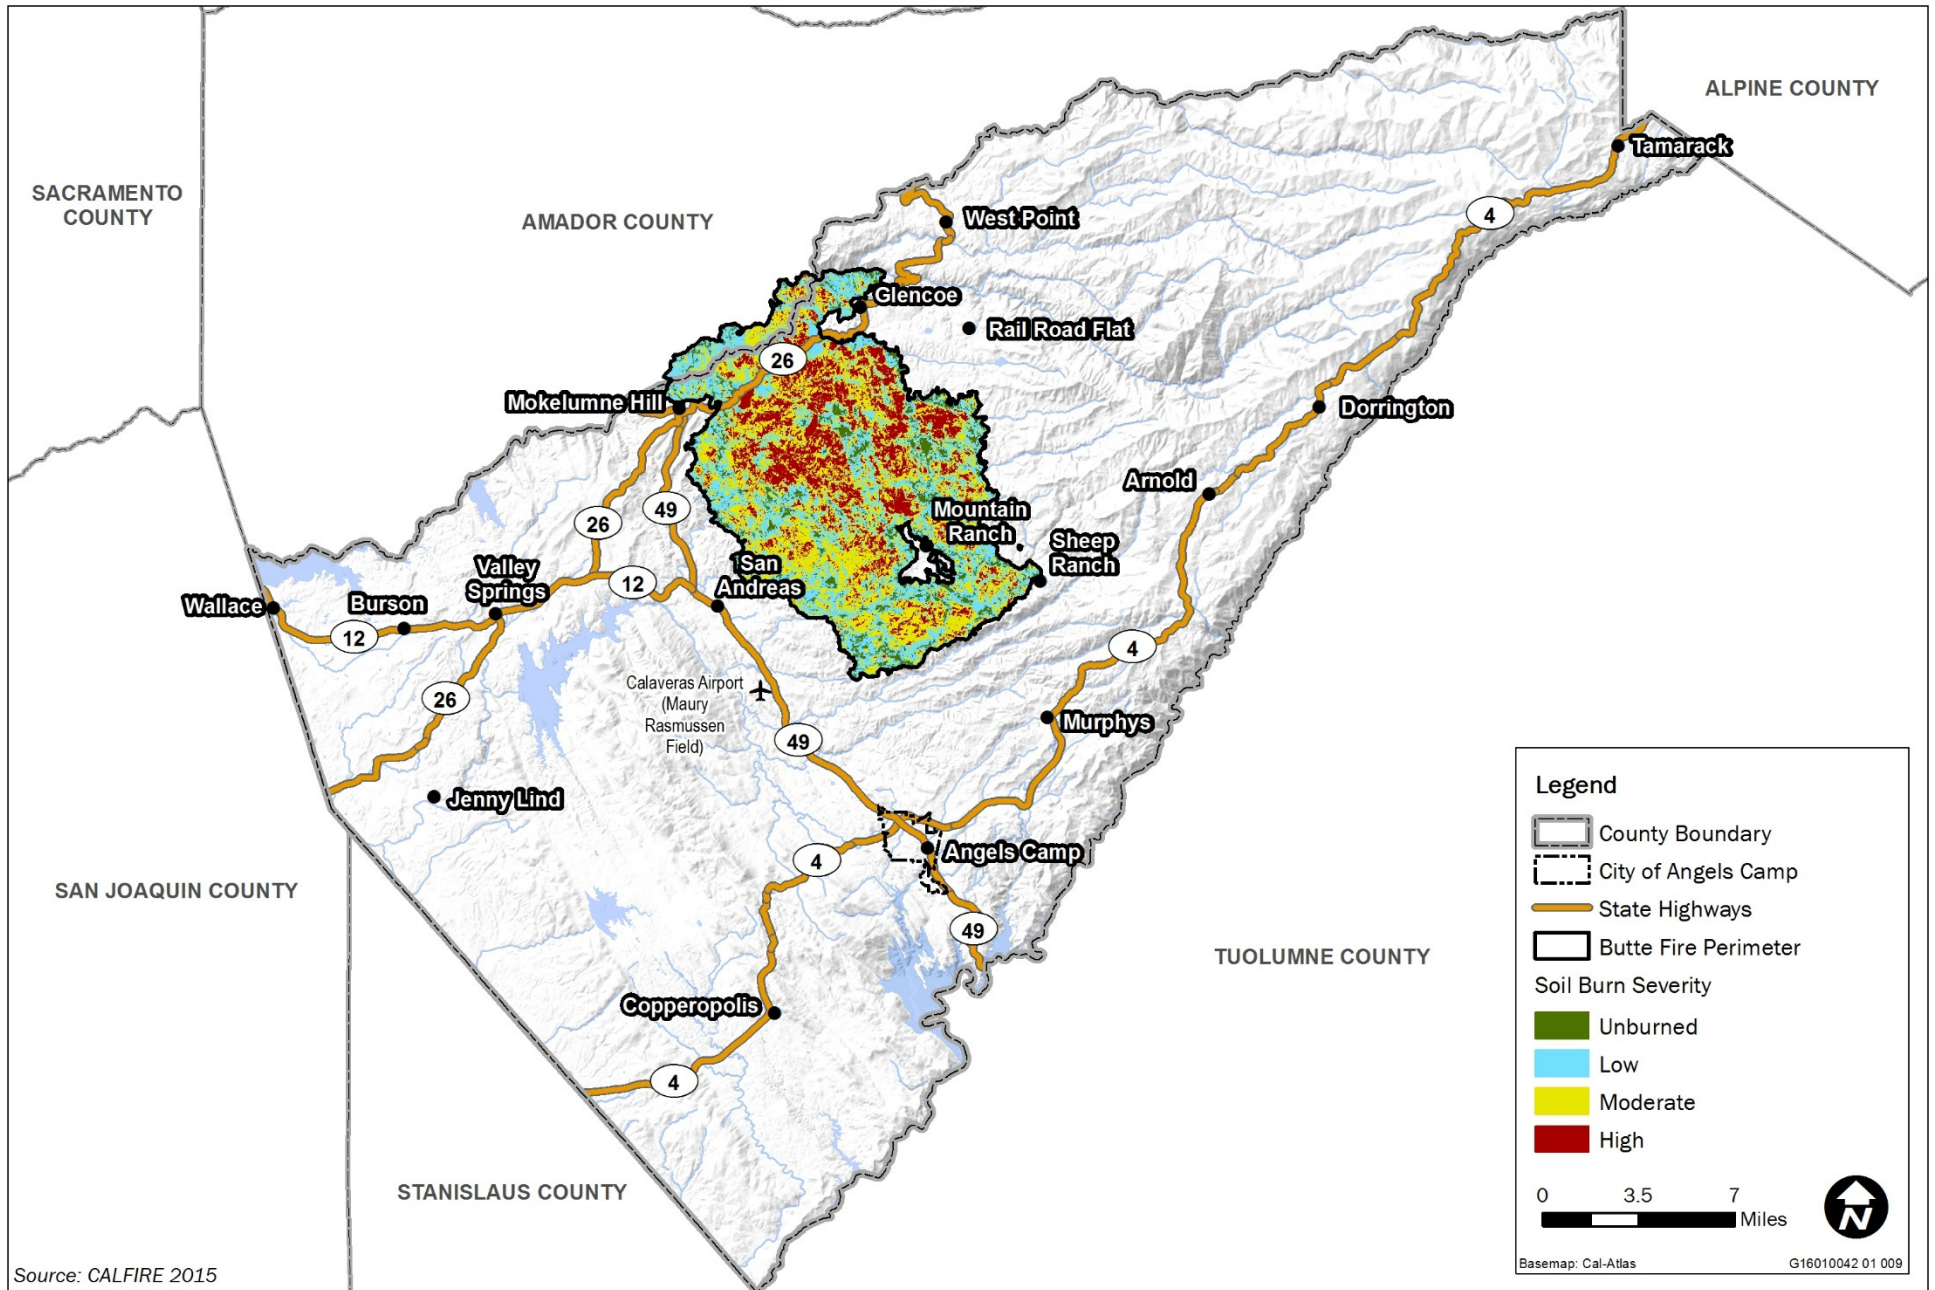 ALPINE COUNTY
Tamarack
SACRAMENTO
COUNTY
AMADOR COUNTY
West Point
4
Glencoe
Rail Road Flat
26
Mokelumne Hill
Dorrington
Arnold
26
49
Mountain
Ranch
Sheep
Ranch
Valley
Springs
San
Andreas
12
Wallace
Burson
12
4
26
Calaveras Airport
(Maury
Rasmussen
Field)
Murphys
49
Jenny Lind
Angels Camp
4
SAN JOAQUIN COUNTY
49
TUOLUMNE COUNTY
Copperopolis
4
STANISLAUS COUNTY
Source: CALFIRE 2015
Legend
County Boundary
City of Angels Camp
State Highways
Butte Fire Perimeter
Soil Burn Severity
Unburned
Low
Moderate
High
0 3.5 7
Miles
N
Basemap: Cal-Atlas G16010042 01 009